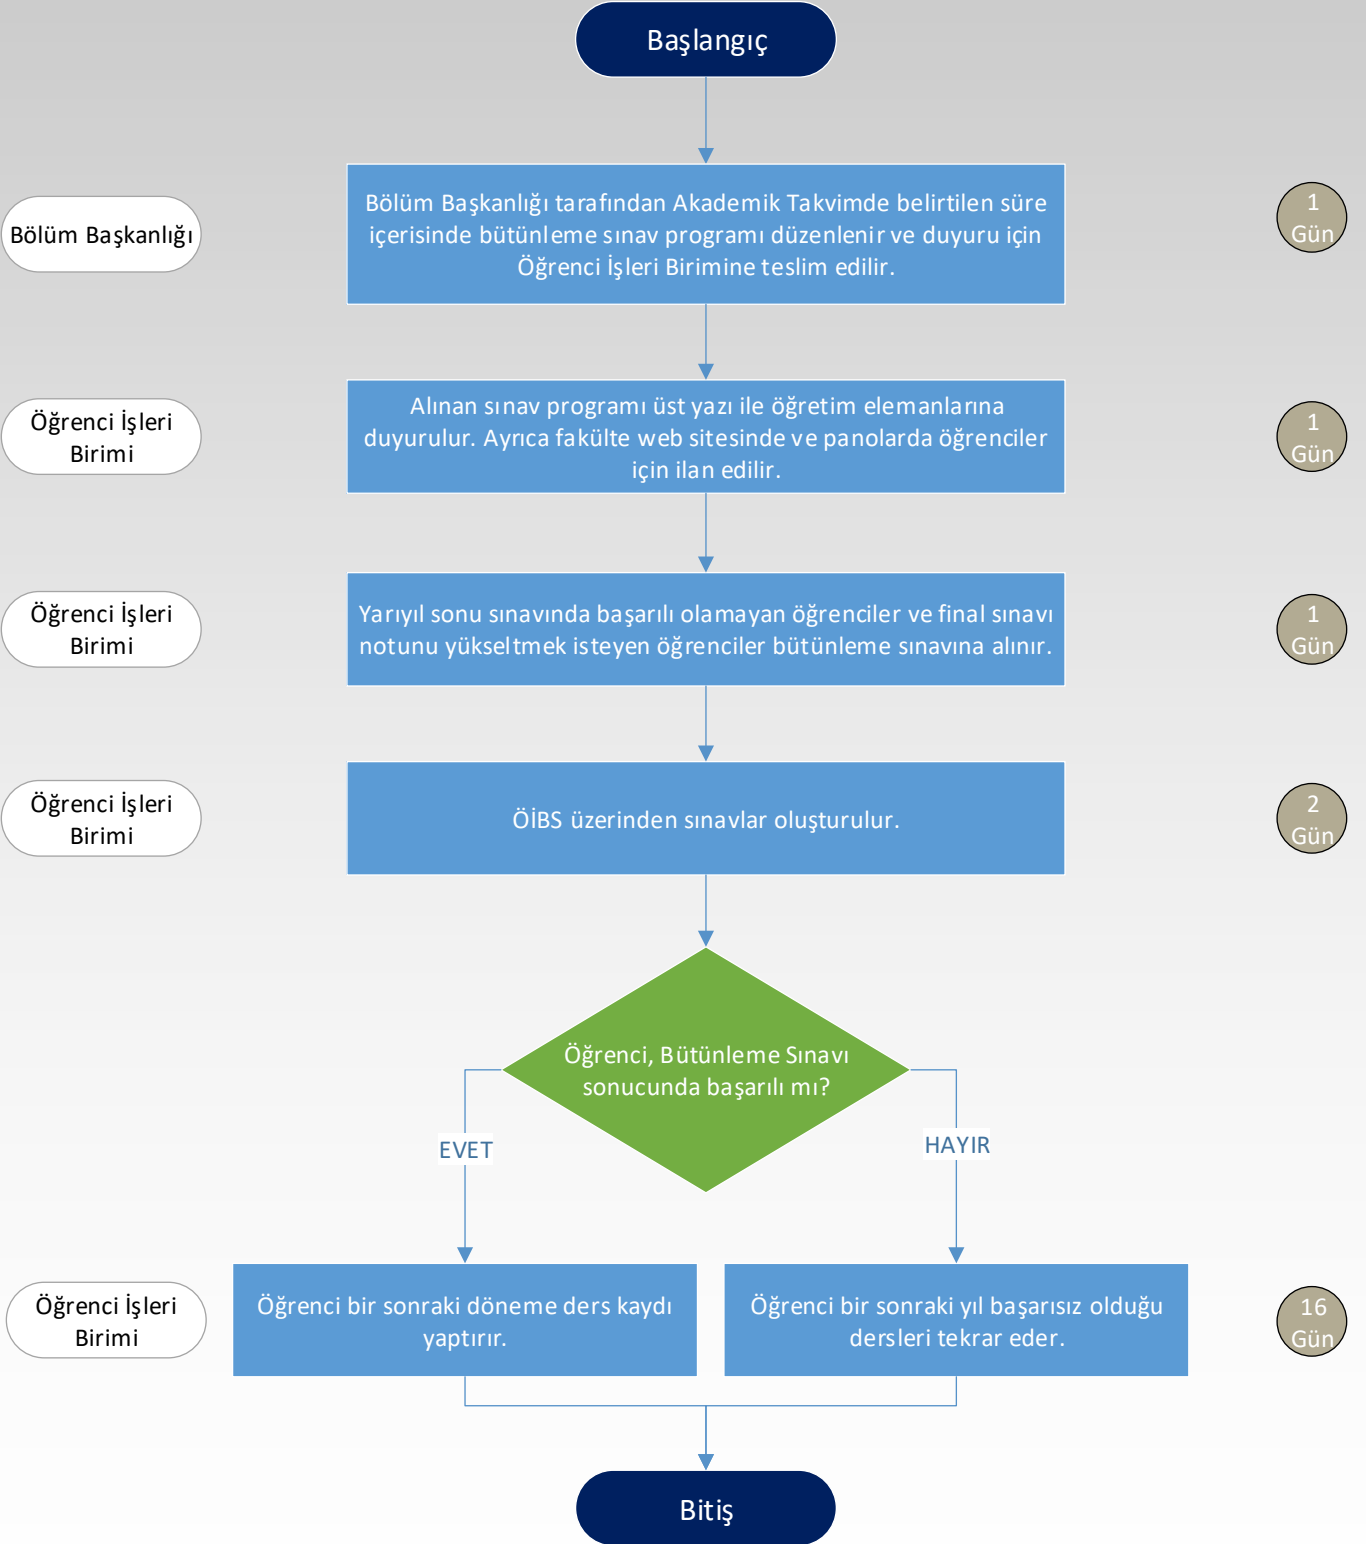 Başlangıç
Bölüm Başkanlığı
Bölüm Başkanlığı tarafından Akademik Takvimde belirtilen süre
içerisinde bütünleme sınav programı düzenlenir ve duyuru için
Öğrenci İşleri Birimine teslim edilir.
1
Gün
Öğrenci İşleri
Birimi
Alınan sınav programı üst yazı ile öğretim elemanlarına
duyurulur. Ayrıca fakülte web sitesinde ve panolarda öğrenciler
için ilan edilir.
1
Gün
Öğrenci İşleri
Birimi
Yarıyıl sonu sınavında başarılı olamayan öğrenciler ve final sınavı
notunu yükseltmek isteyen öğrenciler bütünleme sınavına alınır.
1
Gün
Öğrenci İşleri
Birimi
ÖİBS üzerinden sınavlar oluşturulur.
2
Gün
Öğrenci, Bütünleme Sınavı
sonucunda başarılı mı?
EVET
HAYIR
Öğrenci İşleri
Birimi
Öğrenci bir sonraki döneme ders kaydı
yaptırır.
Öğrenci bir sonraki yıl başarısız olduğu
dersleri tekrar eder.
16
Gün
Bitiş